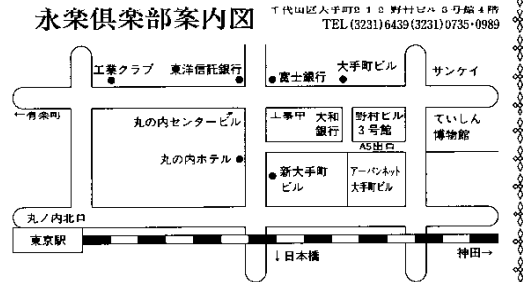 永楽倶楽部案内図
千代田区大手町2 1 2 野村ビル3号館4階
TEL (3231) 6439 (3231) 0735・0989
工業クラブ
東洋信託銀行
富士銀行
大手町ビル
サンケイ
←有楽町
丸の内センタービル
工事中
大和
銀行
野村ビル
3号館
ていしん
博物館
A5出口
丸の内ホテル
新大手町
ビル
アーバンネット
大手町ビル
丸ノ内北口
東京駅
↓日本橋
神田→